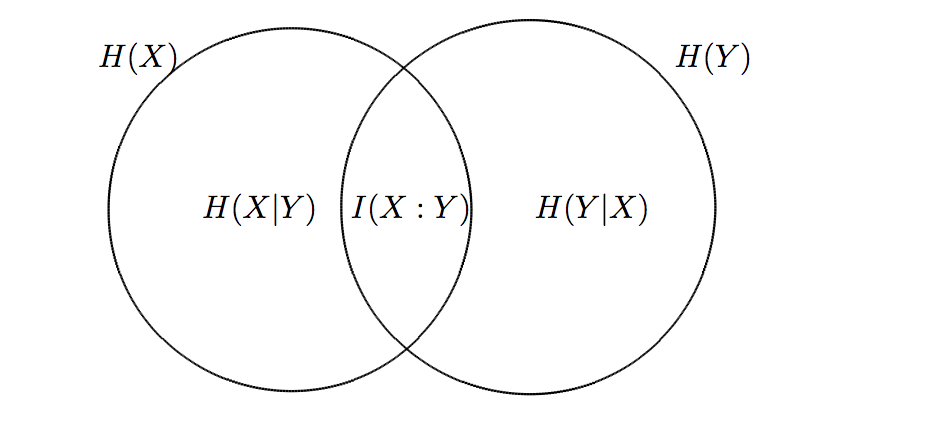 H(X) H(Y)
H(X|Y) I(X : Y) H(Y|X)